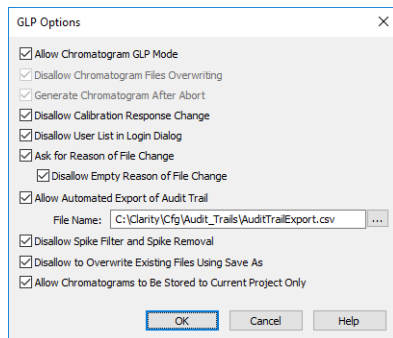 GLP Options
Allow Chromatogram GLP Mode
Disallow Chromatogram Files Overwriting
Generate Chromatogram After Abort
Disallow Calibration Response Change
Disallow User List in Login Dialog
Ask for Reason of File Change
Disallow Empty Reason of File Change
Allow Automated Export of Audit Trail
File Name: C:\Clarity\Cfg\Audit_Trails\AuditTrailExport.csv ...
Disallow Spike Filter and Spike Removal
Disallow to Overwrite Existing Files Using Save As
Allow Chromatograms to Be Stored to Current Project Only
OK Cancel Help